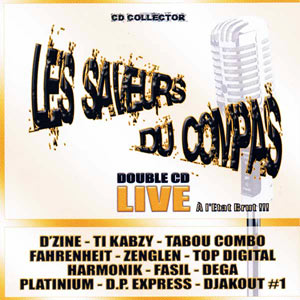 CD COLLECTOR
LES SAVEURS
DU COMPAS
DOUBLE CD
LIVE
À l'Etat Brut !!!
D'ZINE - TI KABZY - TABOU COMBO
FAHRENHEIT - ZENGLEN - TOP DIGITAL
HARMONIK - FASIL - DEGA
PLATINIUM - D.P. EXPRESS - DJAKOUT #1